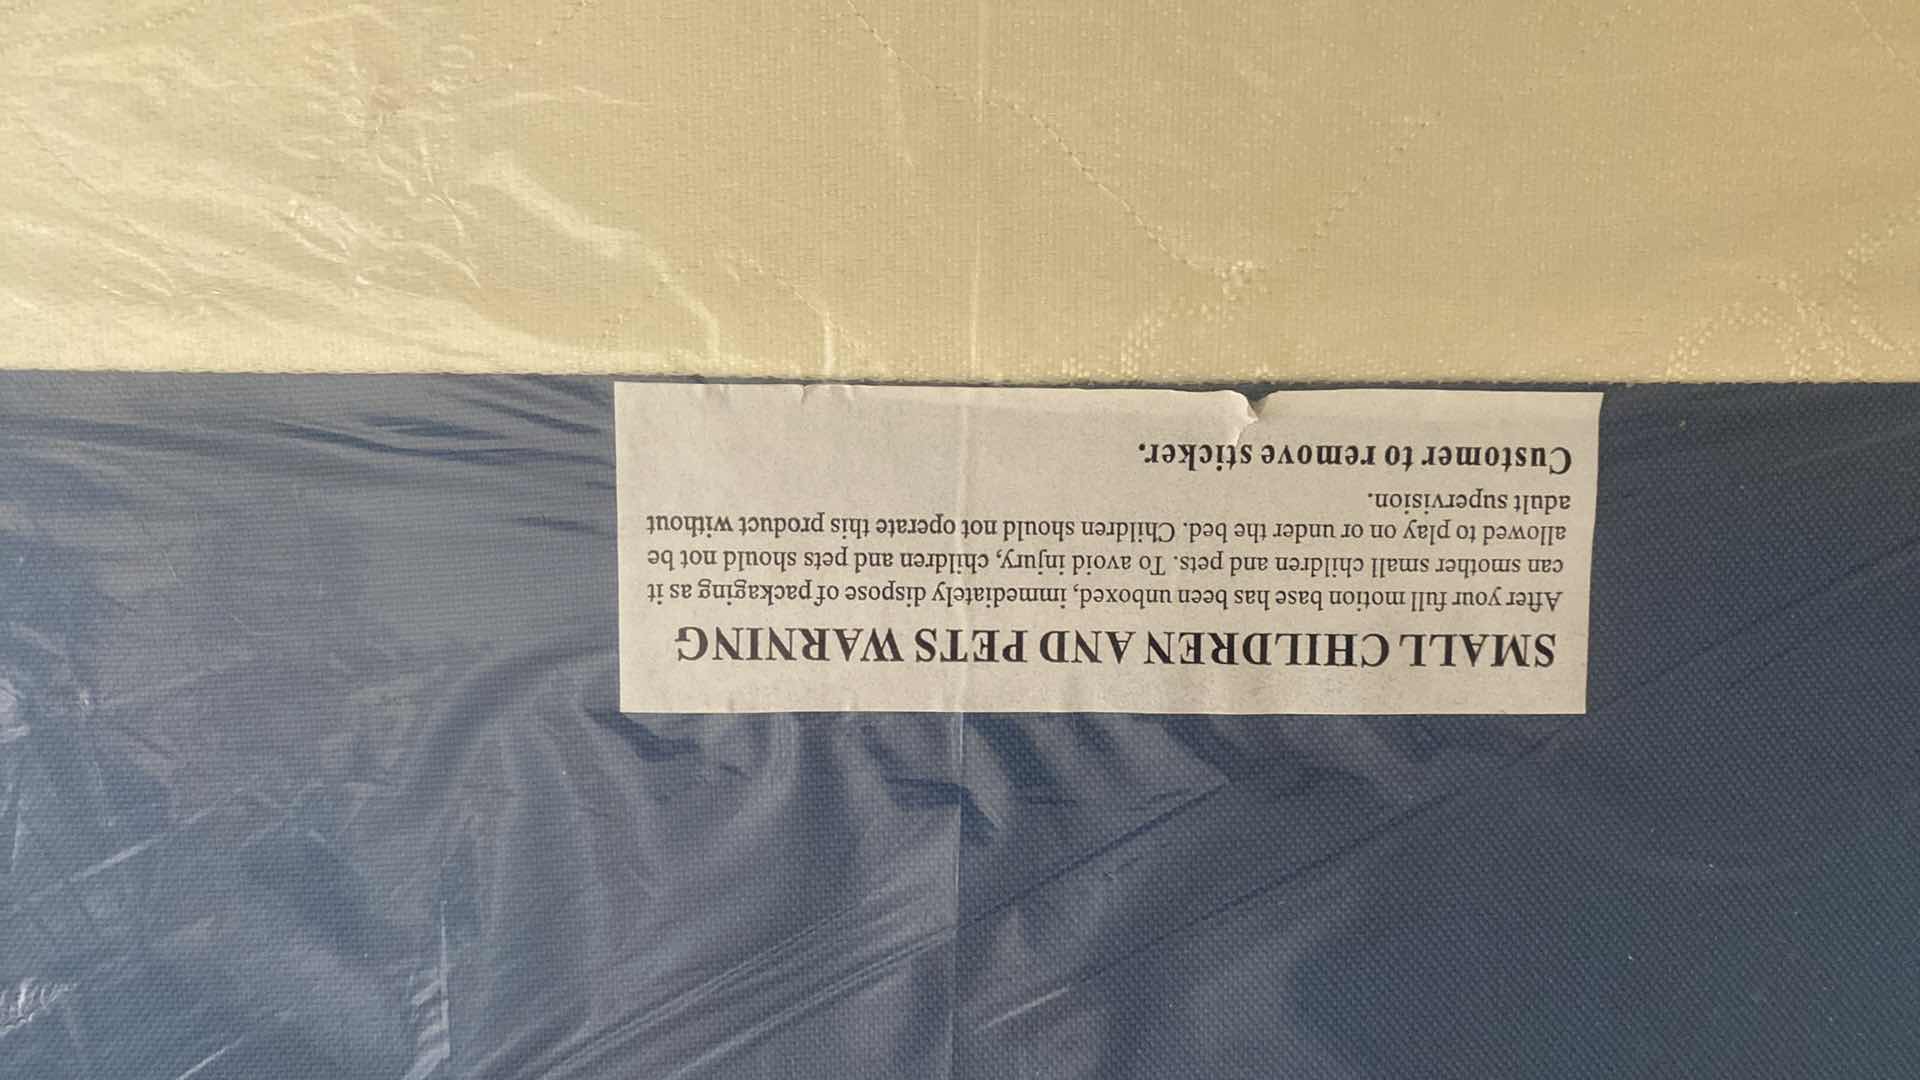 SMALL CHILDREN AND PETS WARNING
After your full motion base has been unboxed, immediately dispose of packaging as it
can smother small children and pets. To avoid injury, children and pets should not be
allowed to play on or under the bed. Children should not operate this product without
adult supervision.
Customer to remove sticker.